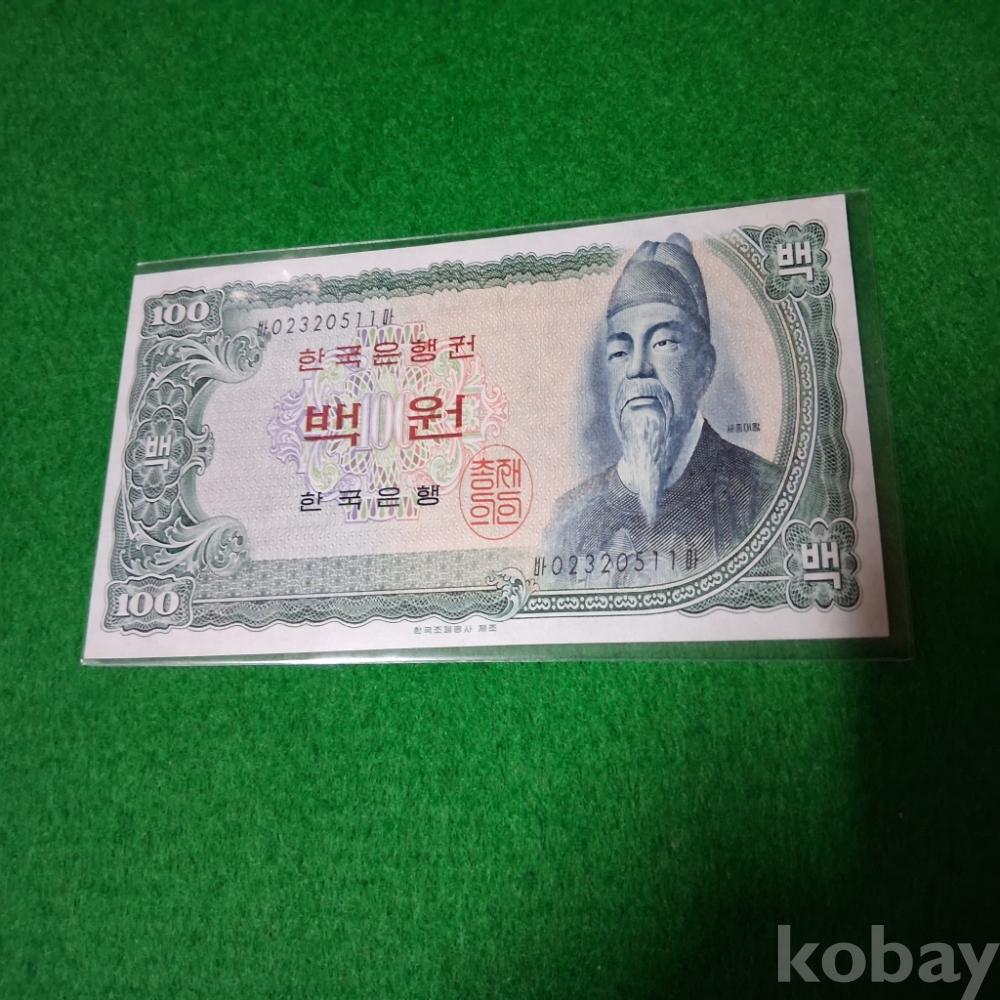 100
바02320511마
한국은행권
백원
한국은행
총재의인
세종대왕
바02320511마
한국조폐공사 제조
100
백
백
백
kobay